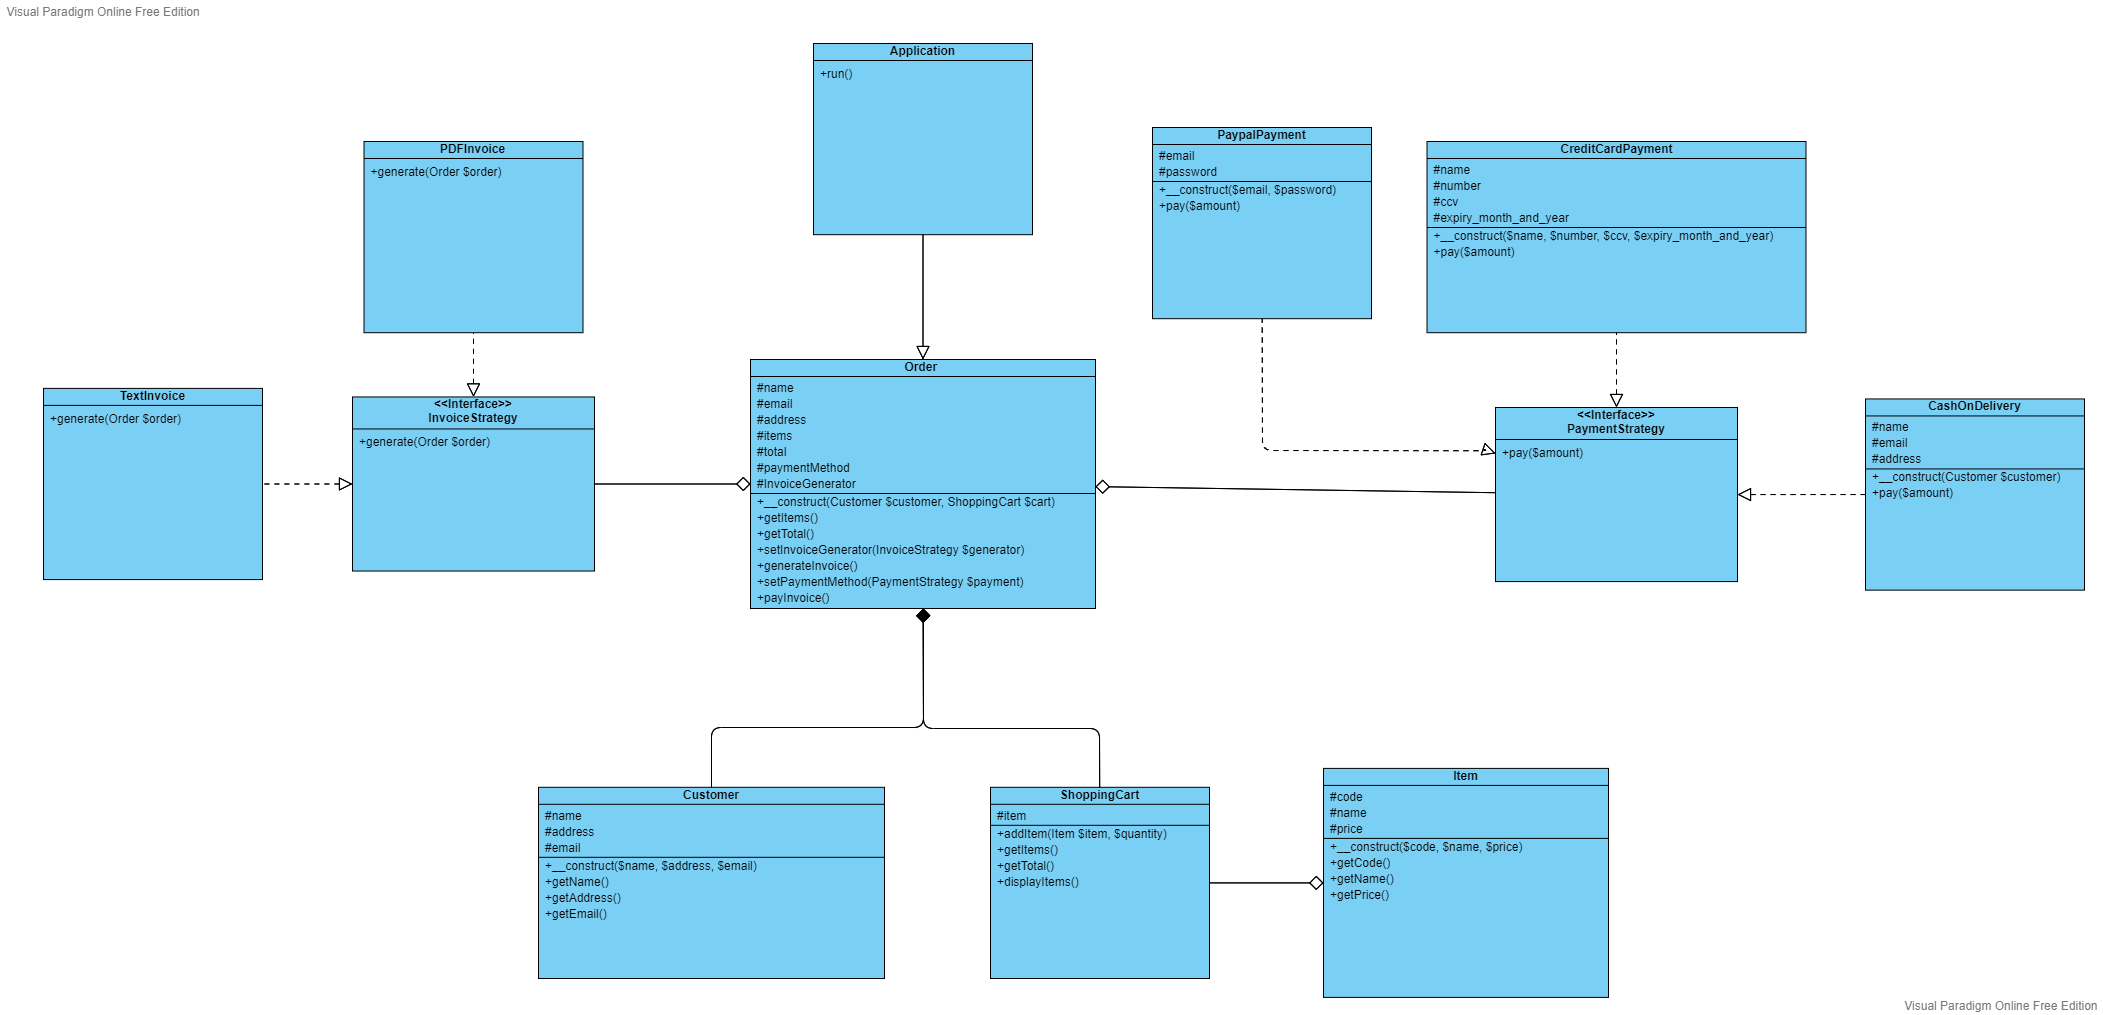 Visual Paradigm Online Free Edition
Application
+run()
PDFInvoice
+generate(Order $order)
PaypalPayment
#email
#password
+__construct($email, $password)
+pay($amount)
CreditCardPayment
#name
#number
#ccv
#expiry_month_and_year
+__construct($name, $number, $ccv, $expiry_month_and_year)
+pay($amount)
TextInvoice
+generate(Order $order)
<<Interface>>
InvoiceStrategy
+generate(Order $order)
Order
#name
#email
#address
#items
#total
#paymentMethod
#InvoiceGenerator
+__construct(Customer $customer, ShoppingCart $cart)
+getItems()
+getTotal()
+setInvoiceGenerator(InvoiceStrategy $generator)
+generateInvoice()
+setPaymentMethod(PaymentStrategy $payment)
+payInvoice()
<<Interface>>
PaymentStrategy
+pay($amount)
CashOnDelivery
#name
#email
#address
+__construct(Customer $customer)
+pay($amount)
Customer
#name
#address
#email
+__construct($name, $address, $email)
+getName()
+getAddress()
+getEmail()
ShoppingCart
#item
+addItem(Item $item, $quantity)
+getItems()
+getTotal()
+displayItems()
Item
#code
#name
#price
+__construct($code, $name, $price)
+getCode()
+getName()
+getPrice()
Visual Paradigm Online Free Edition